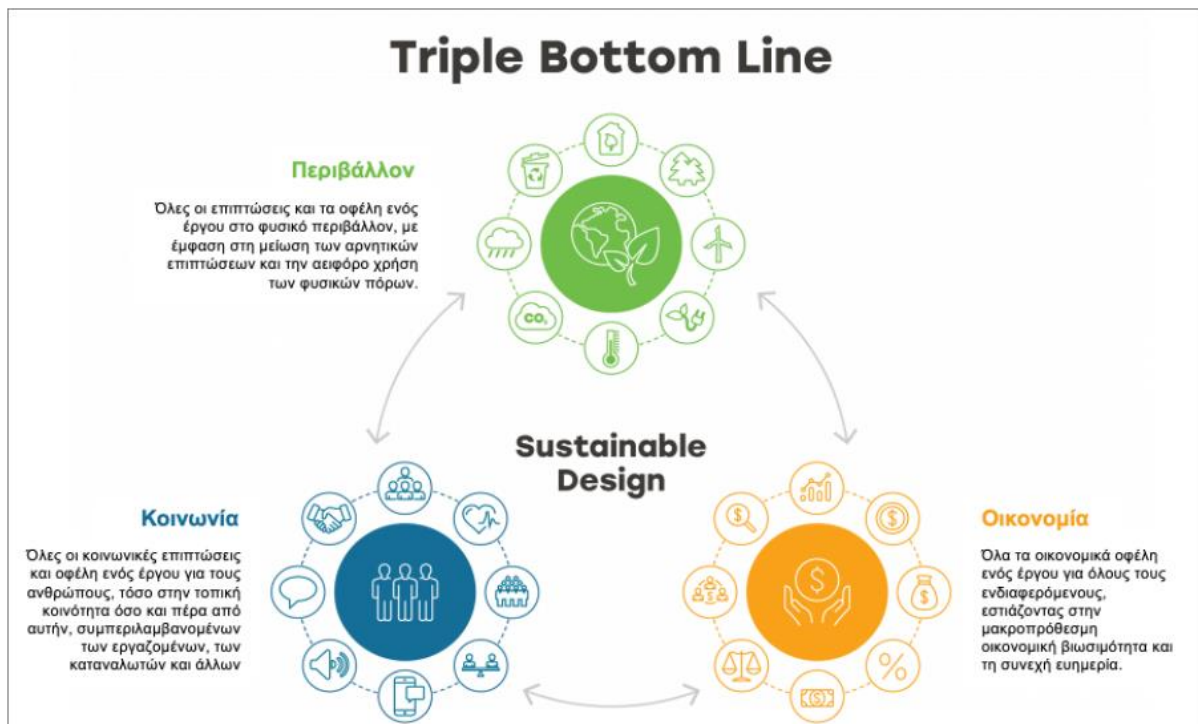 Triple Bottom Line
Περιβάλλον
Όλες οι επιπτώσεις και τα οφέλη ενός
έργου στο φυσικό περιβάλλον, με
έμφαση στη μείωση των αρνητικών
επιπτώσεων και την αειφόρο χρήση
των φυσικών πόρων.
CO₂
Sustainable
Design
Κοινωνία
Όλες οι κοινωνικές επιπτώσεις
και οφέλη ενός έργου για τους
ανθρώπους, τόσο στην τοπική
κοινότητα όσο και πέρα από
αυτήν, συμπεριλαμβανομένων
των εργαζομένων, των
καταναλωτών και άλλων
Οικονομία
Όλα τα οικονομικά οφέλη
ενός έργου για όλους τους
ενδιαφερόμενους,
εστιάζοντας στην
μακροπρόθεσμη
οικονομική βιωσιμότητα και
τη συνεχή ευημερία.